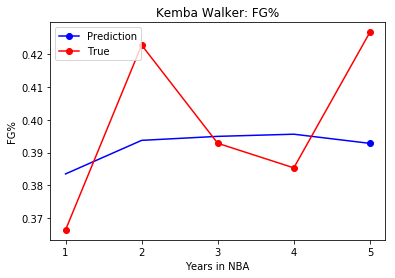 Kemba Walker: FG%
Prediction
True
0.42
0.41
0.40
0.39
0.38
0.37
FG%
1 2 3 4 5
Years in NBA